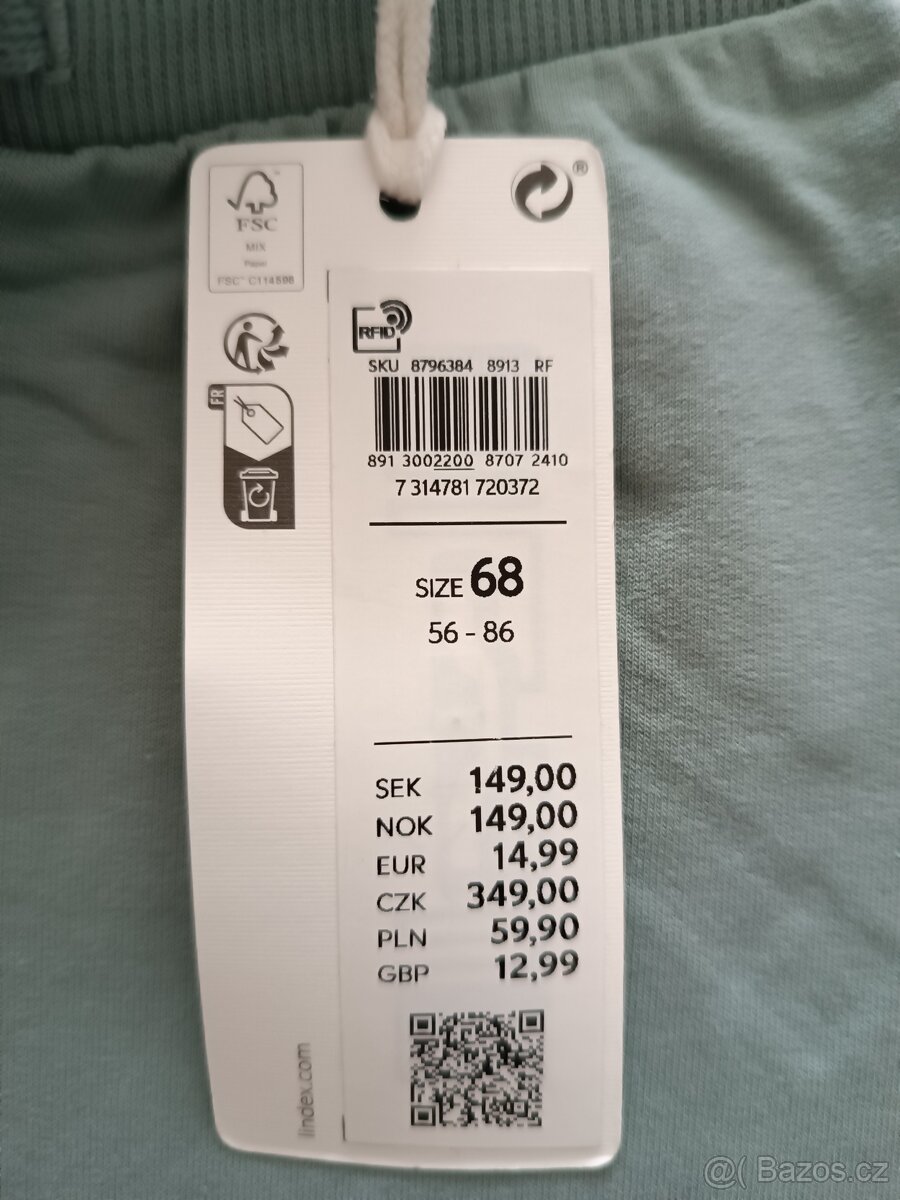 FSC
MIX
Paper
FSC™ C114598
®
FR
RFID
SKU 8796384 8913 RF
891 3002200 8707 2410
7 314781 720372
SIZE 68
56 - 86
SEK 149,00
NOK 149,00
EUR 14,99
CZK 349,00
PLN 59,90
GBP 12,99
lindex.com
@( Bazos.cz